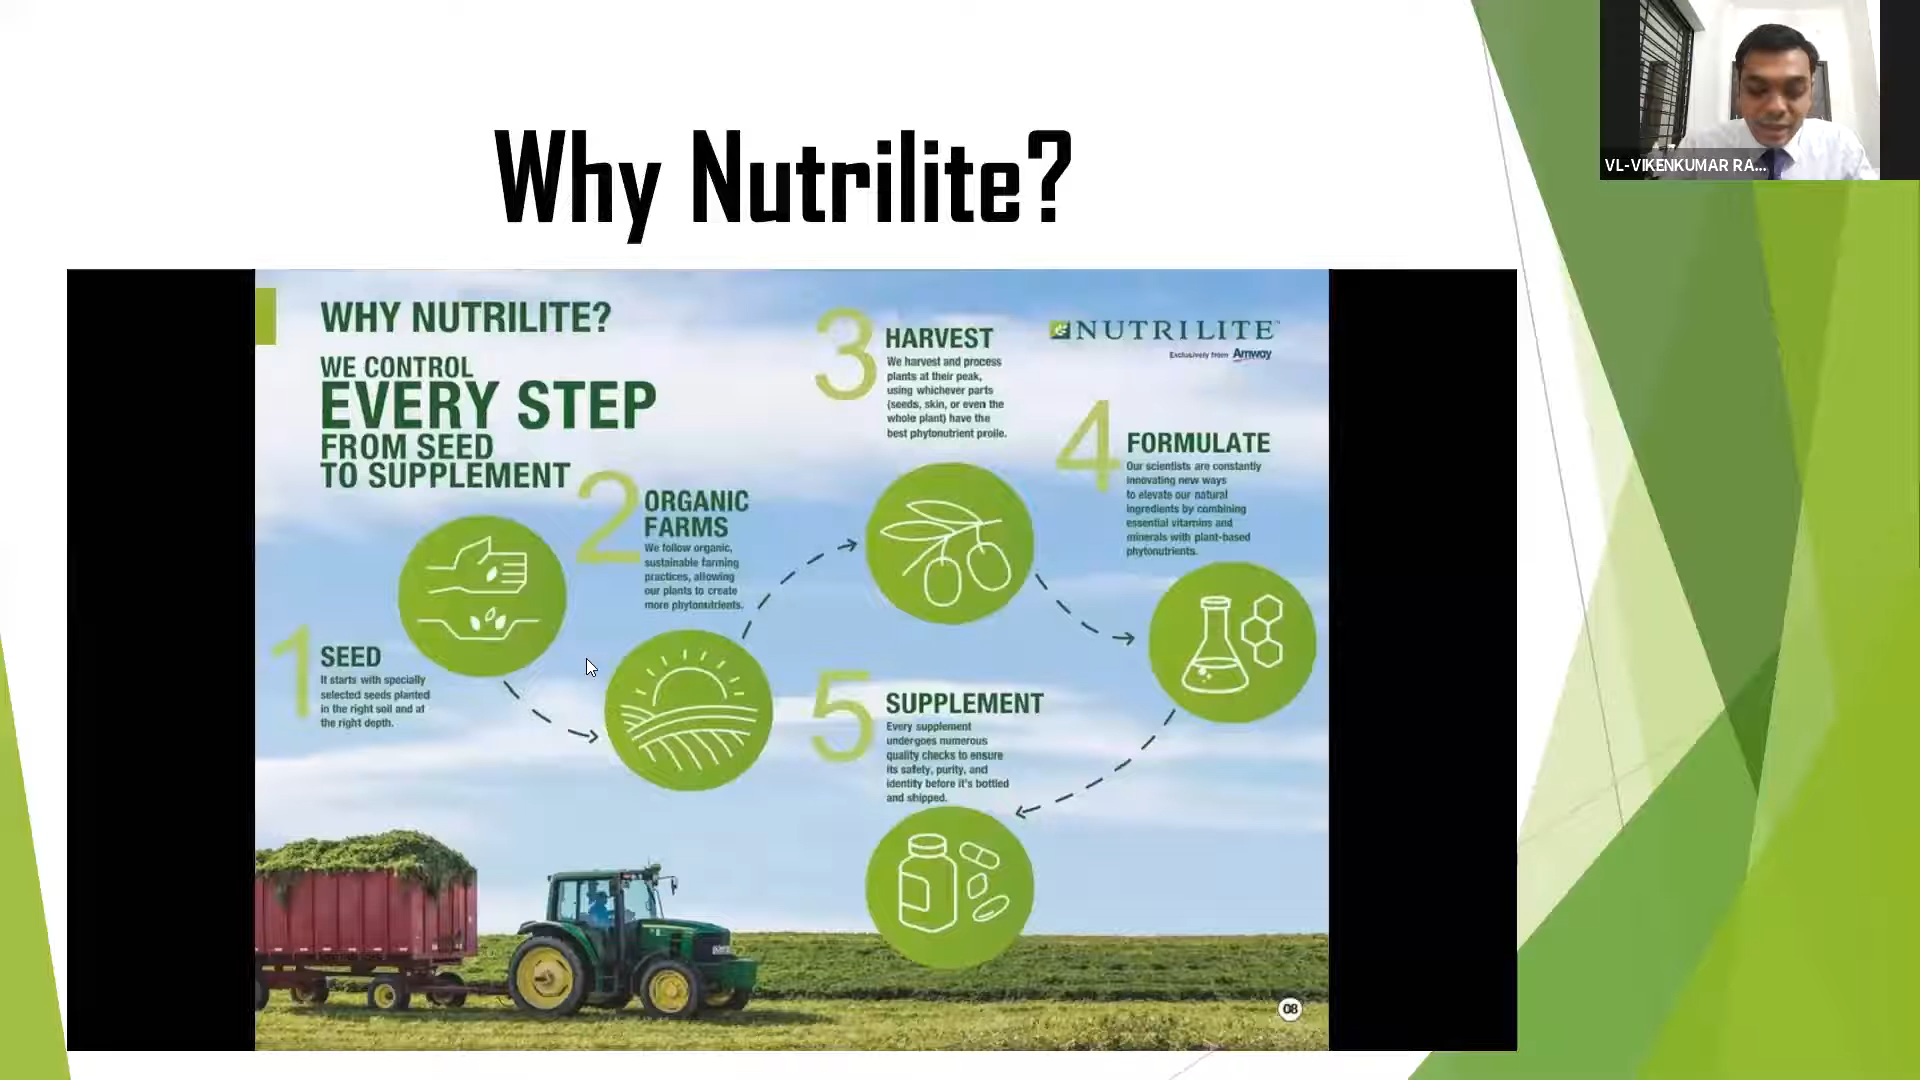 Why Nutrilite?
VL-VIKENKUMAR RA...
WHY NUTRILITE?
WE CONTROL
EVERY STEP
FROM SEED
TO SUPPLEMENT
1
SEED
It starts with specially
selected seeds planted
in the right soil and at
the right depth.
2
ORGANIC
FARMS
We follow organic,
sustainable farming
practices, allowing
our plants to create
more phytonutrients.
3
HARVEST
We harvest and process
plants at their peak,
using whichever parts
(seeds, skin, or even the
whole plant) have the
best phytonutrient proile.
NUTRILITE™
Exclusively from Amway
4
FORMULATE
Our scientists are constantly
innovating new ways
to elevate our natural
ingredients by combining
essential vitamins and
minerals with plant-based
phytonutrients.
5
SUPPLEMENT
Every supplement
undergoes numerous
quality checks to ensure
its safety, purity, and
identity before it's bottled
and shipped.
08